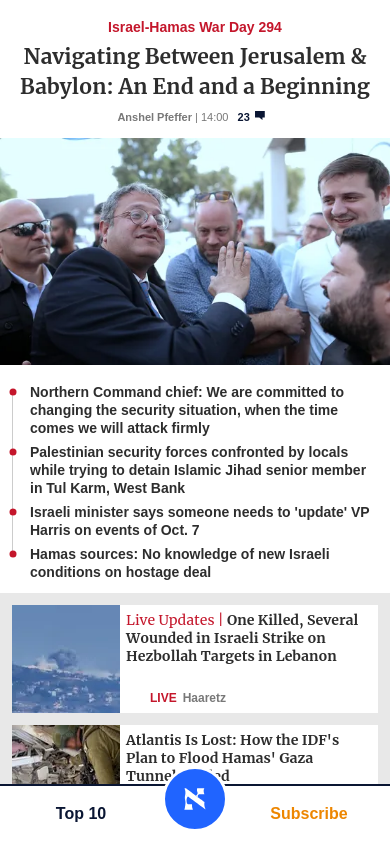 Israel-Hamas War Day 294
Navigating Between Jerusalem &
Babylon: An End and a Beginning
Anshel Pfeffer | 14:00 23
Northern Command chief: We are committed to
changing the security situation, when the time
comes we will attack firmly
Palestinian security forces confronted by locals
while trying to detain Islamic Jihad senior member
in Tul Karm, West Bank
Israeli minister says someone needs to 'update' VP
Harris on events of Oct. 7
Hamas sources: No knowledge of new Israeli
conditions on hostage deal
Live Updates | One Killed, Several
Wounded in Israeli Strike on
Hezbollah Targets in Lebanon
LIVE Haaretz
Atlantis Is Lost: How the IDF's
Plan to Flood Hamas' Gaza
Top 10
Subscribe